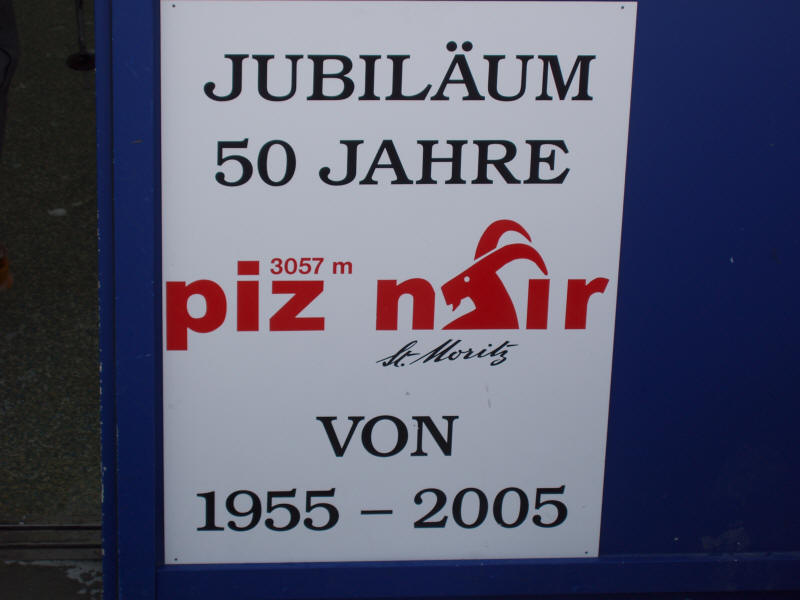 JUBILÄUM
50 JAHRE
3057 m
piz nair
St. Moritz
VON
1955 – 2005